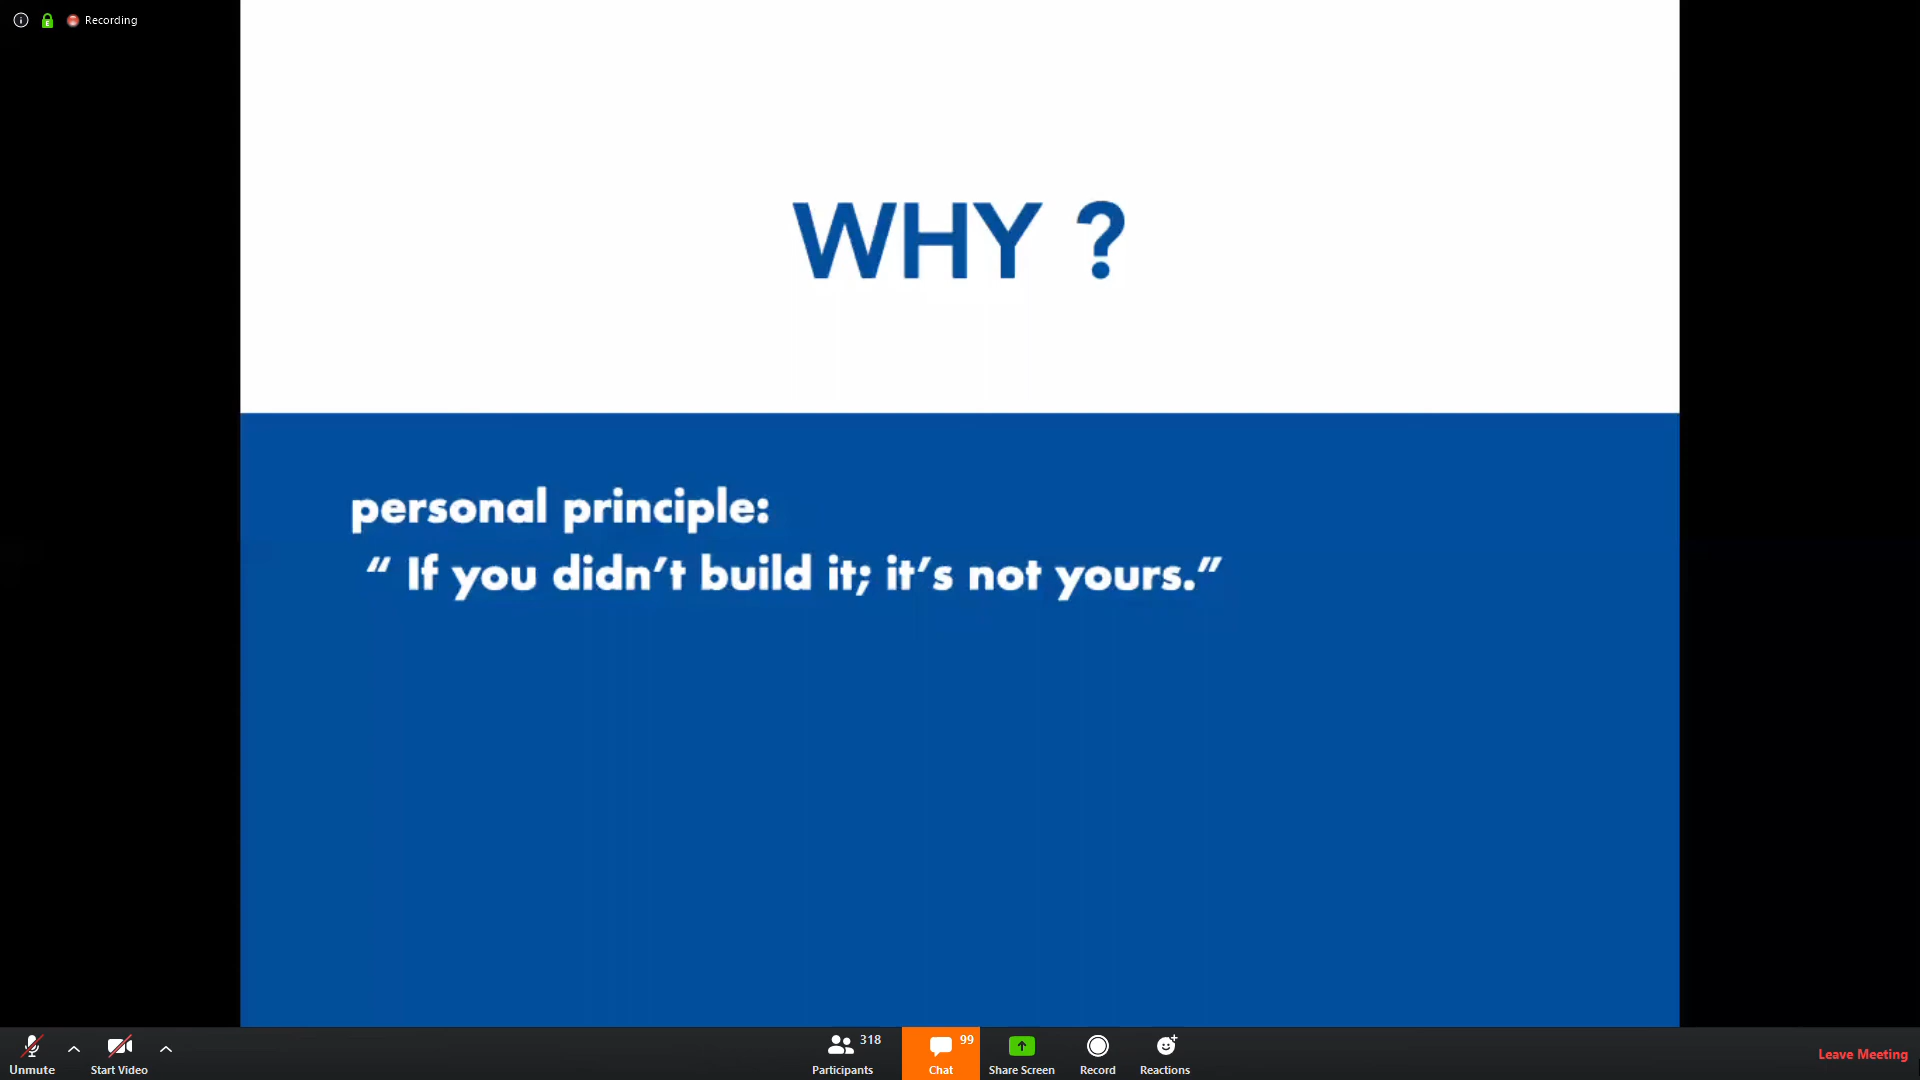 Recording
WHY ?
personal principle:
“ If you didn’t build it; it’s not yours.”
Unmute
Start Video
318
Participants
99
Chat
Share Screen
Record
Reactions
Leave Meeting